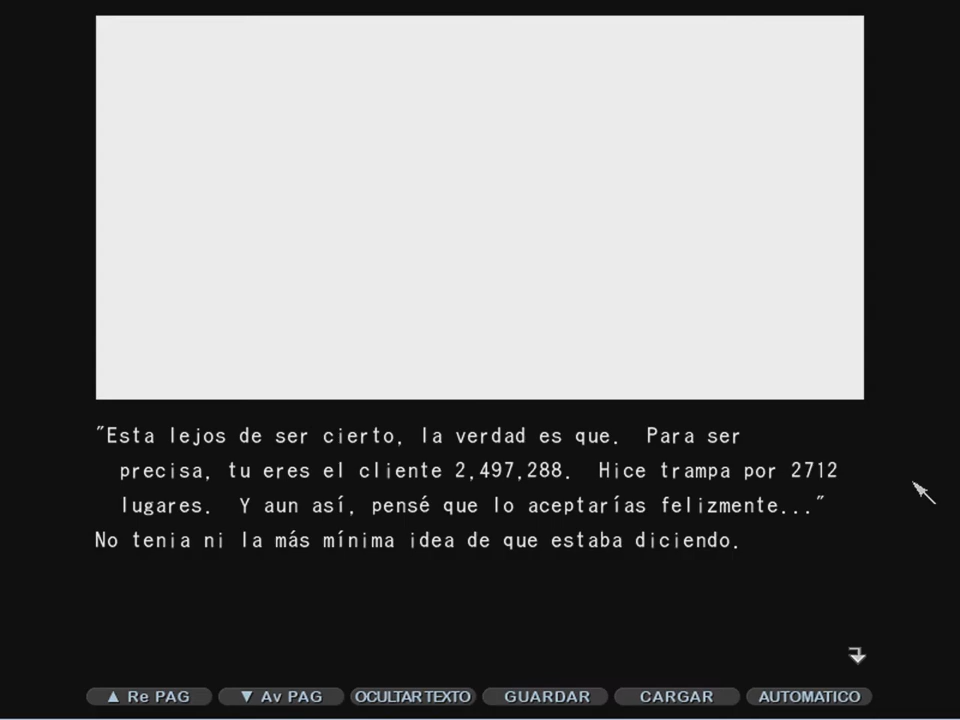 "Esta lejos de ser cierto, la verdad es que. Para ser
precisa, tu eres el cliente 2,497,288. Hice trampa por 2712
lugares. Y aun así, pensé que lo aceptarías felizmente..."
No tenia ni la más mínima idea de que estaba diciendo.
▲ Re PAG ▼ Av PAG OCULTAR TEXTO GUARDAR CARGAR AUTOMATICO